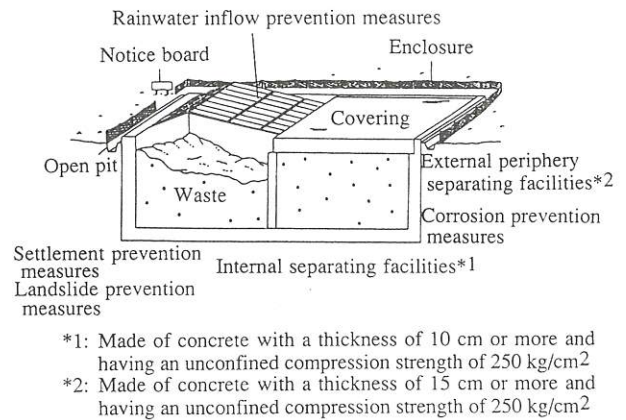 Rainwater inflow prevention measures
Notice board
Enclosure
Covering
Open pit
Waste
External periphery
separating facilities*2
Corrosion prevention
measures
Settlement prevention
measures
Landslide prevention
measures
Internal separating facilities*1
*1: Made of concrete with a thickness of 10 cm or more and
having an unconfined compression strength of 250 kg/cm2
*2: Made of concrete with a thickness of 15 cm or more and
having an unconfined compression strength of 250 kg/cm2